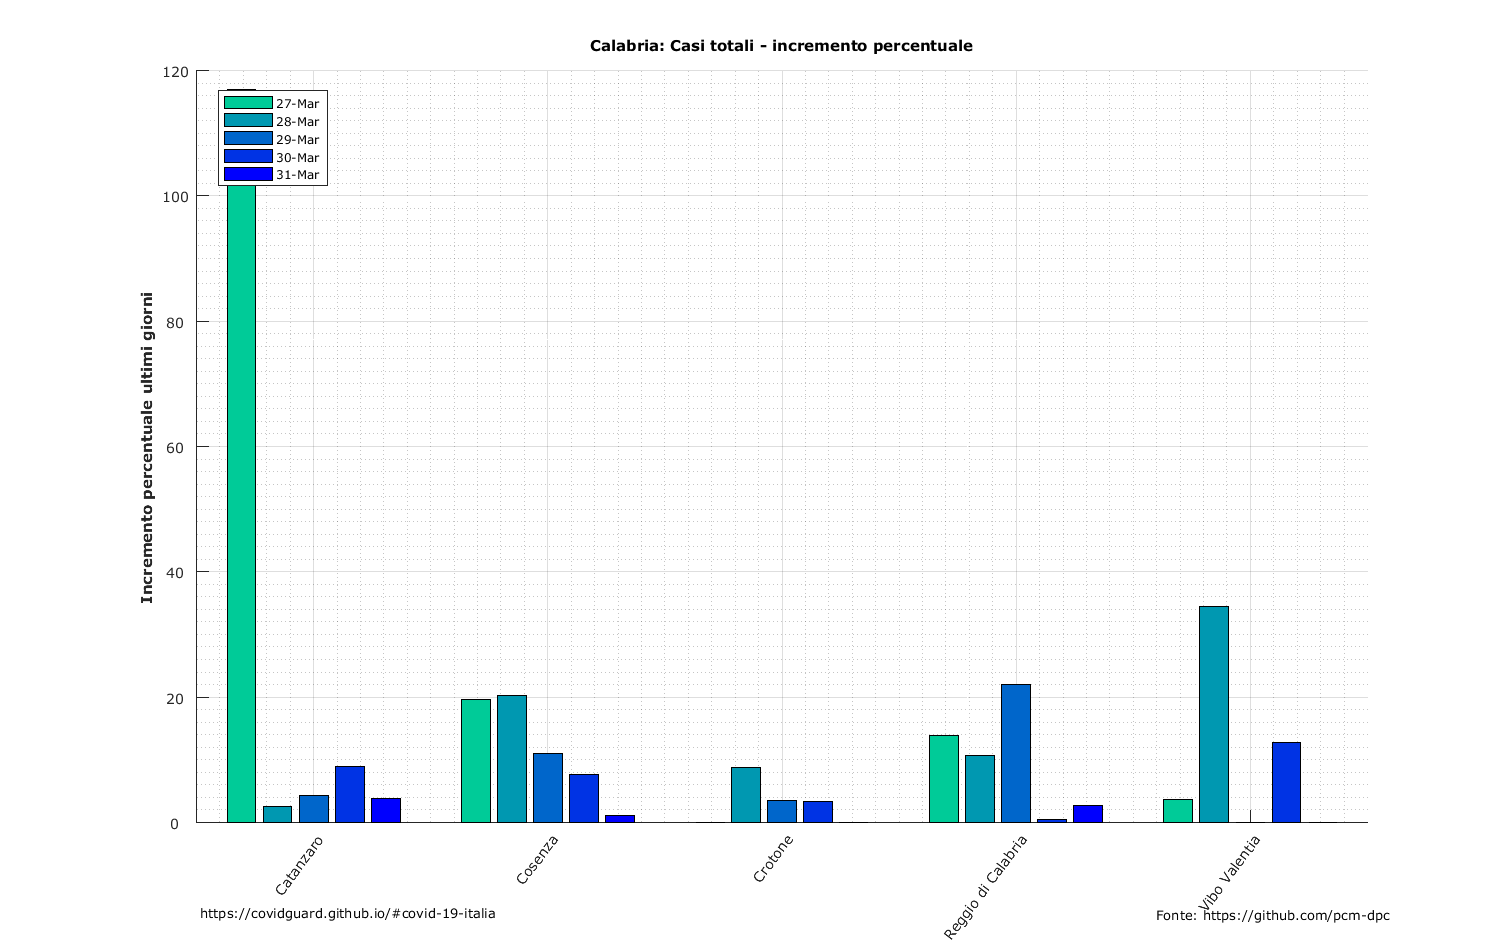 Calabria: Casi totali - incremento percentuale
Incremento percentuale ultimi giorni
120
100
80
60
40
20
0
27-Mar
28-Mar
29-Mar
30-Mar
31-Mar
Catanzaro
Cosenza
Crotone
Reggio di Calabria
Vibo Valentia
https://covidguard.github.io/#covid-19-italia
Fonte: https://github.com/pcm-dpc